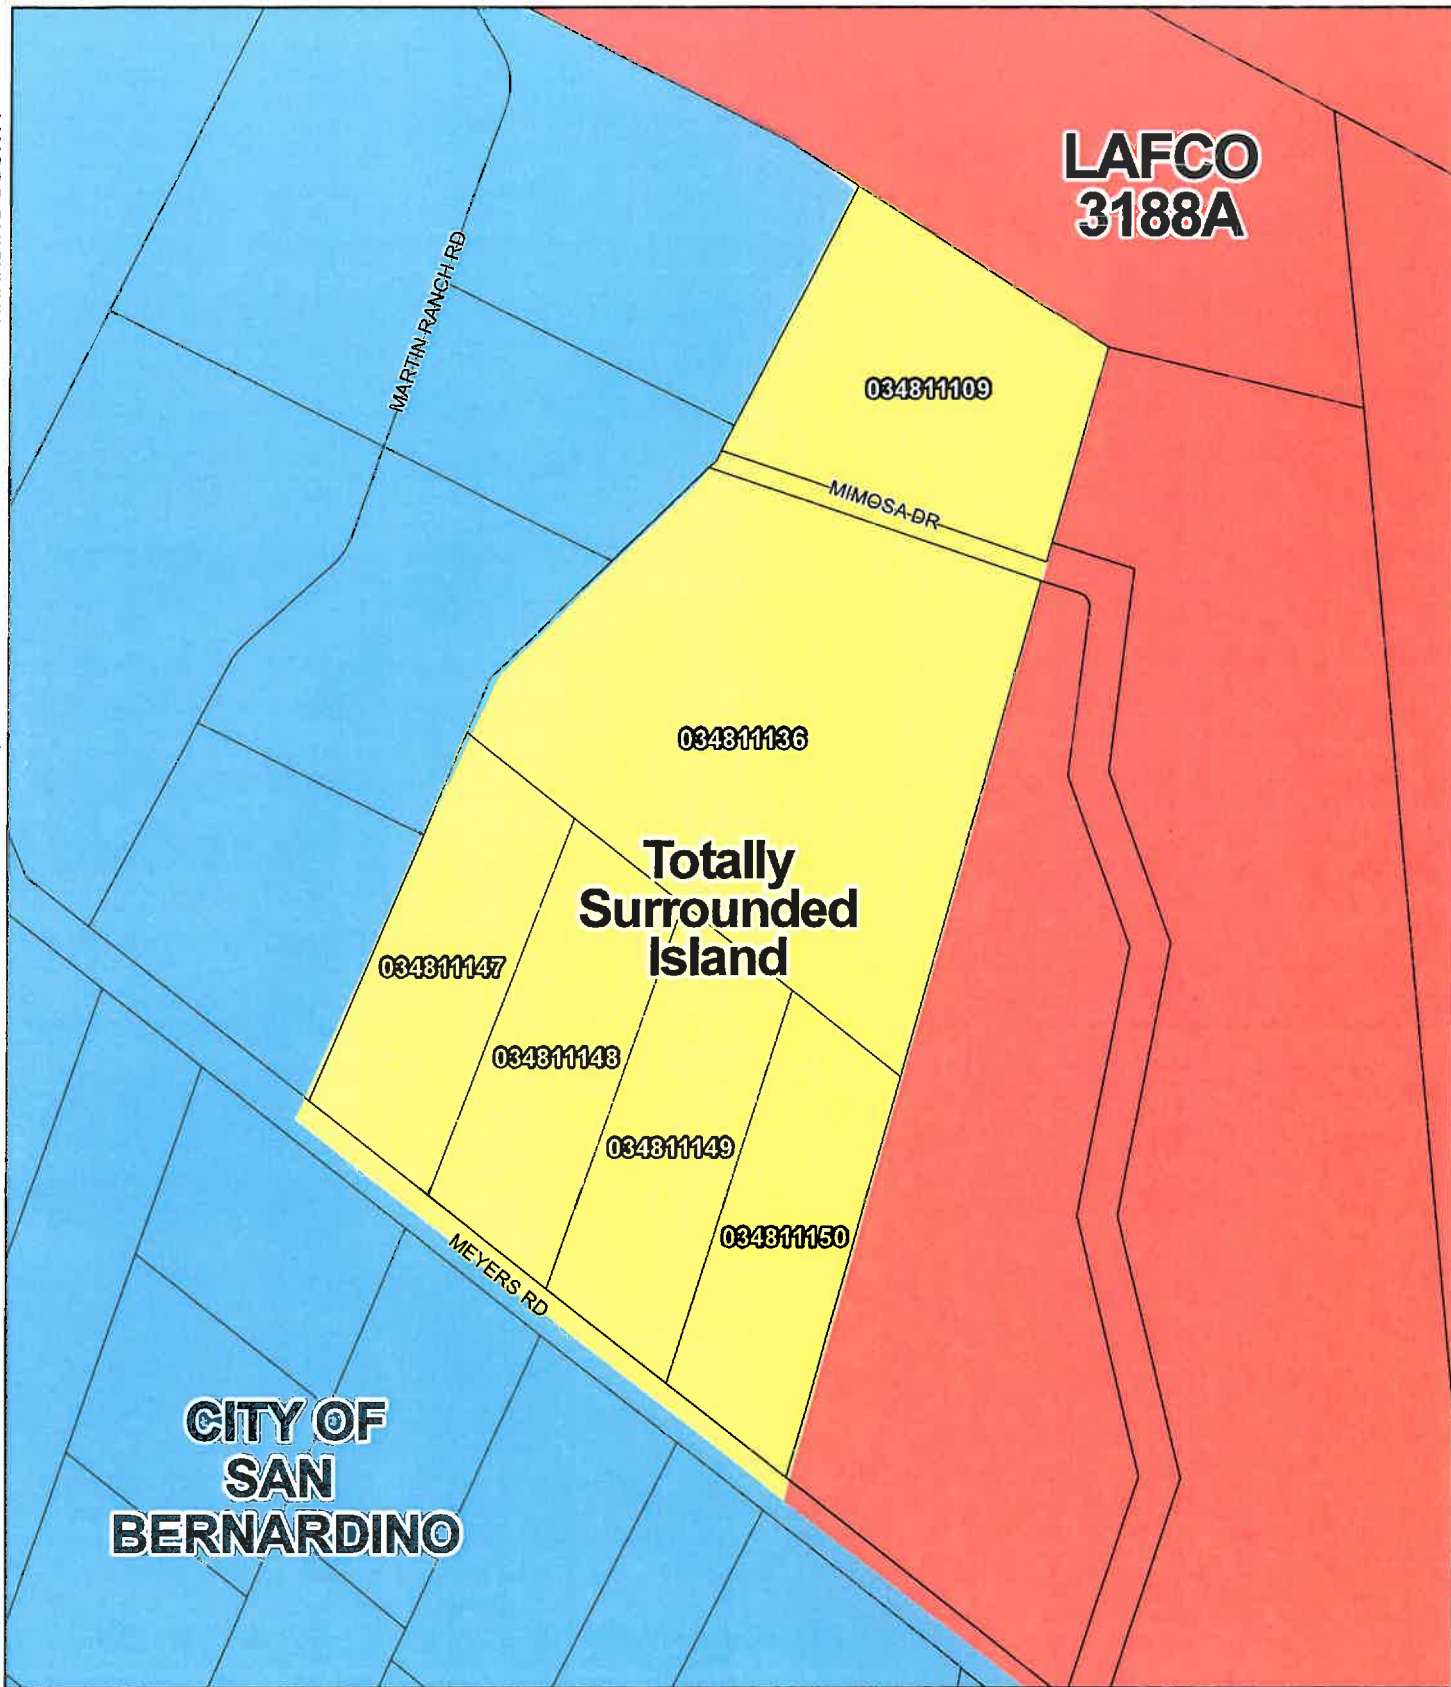 LAFCO
3188A
MARTIN RANCH RD
034811109
MIMOSA DR
034811136
Totally
Surrounded
Island
034811147
034811148
034811149
034811150
MEYERS RD
CITY OF
SAN
BERNARDINO